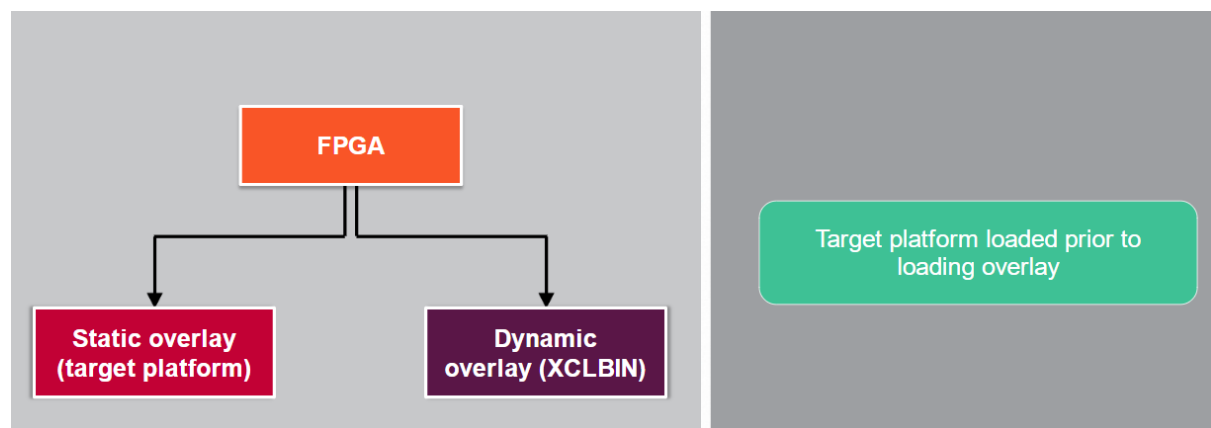 FPGA
Static overlay
(target platform)
Dynamic
overlay (XCLBIN)
Target platform loaded prior to
loading overlay